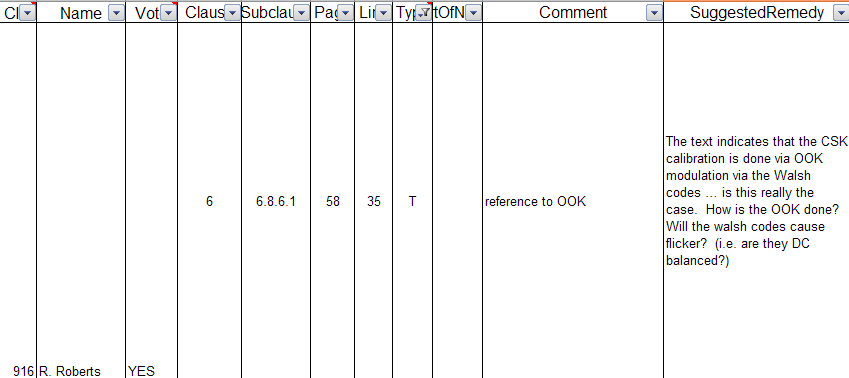 Cl Name Vot Claus Subclau Pag Lin Typ tOfN Comment SuggestedRemedy
The text indicates that the CSK
calibration is done via OOK
modulation via the Walsh
6 6.8.6.1 58 35 T reference to OOK codes ... is this really the
case.  How is the OOK done?
Will the walsh codes cause
flicker?  (i.e. are they DC
balanced?)
916 R. Roberts YES